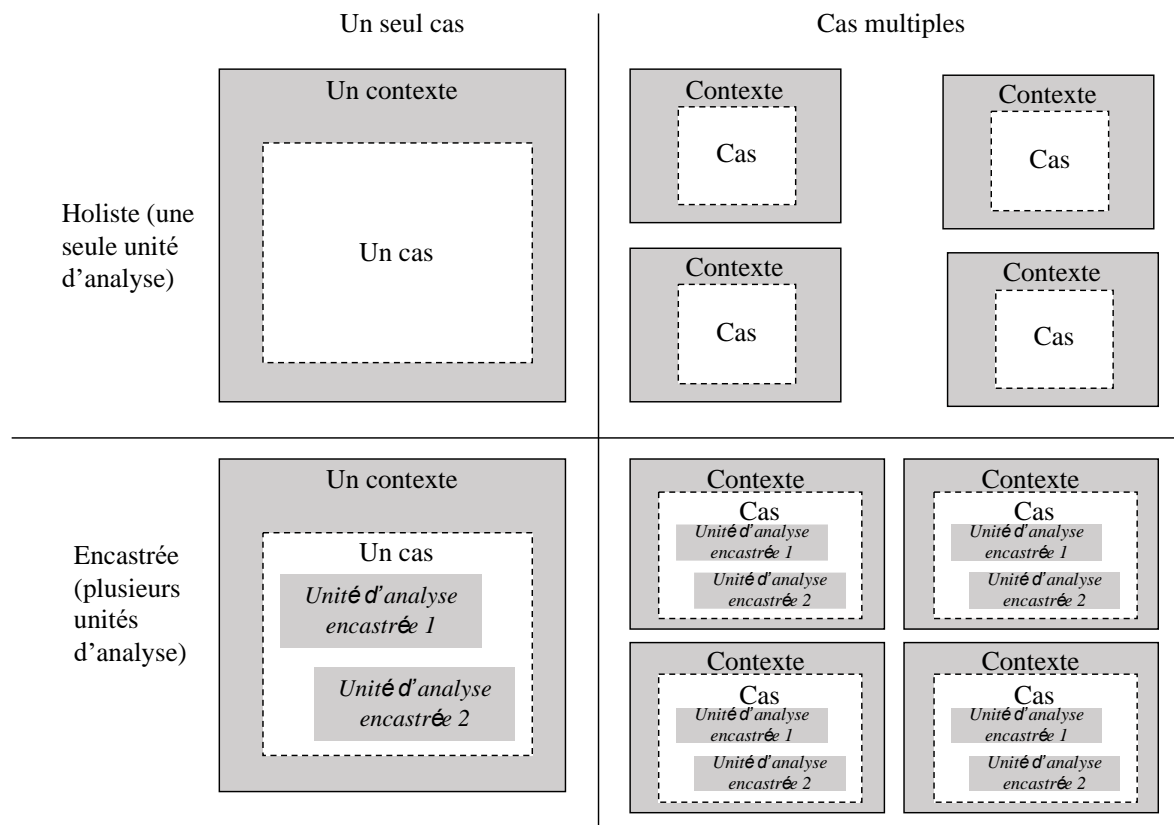 Un seul cas
Cas multiples
Holiste (une
seule unité
d’analyse)
Un contexte
Un cas
Contexte
Cas
Contexte
Cas
Contexte
Cas
Contexte
Cas
Encastrée
(plusieurs
unités
d’analyse)
Un contexte
Un cas
Unité d’analyse
encastrée 1
Unité d’analyse
encastrée 2
Contexte
Cas
Unité d’analyse
encastrée 1
Unité d’analyse
encastrée 2
Contexte
Cas
Unité d’analyse
encastrée 1
Unité d’analyse
encastrée 2
Contexte
Cas
Unité d’analyse
encastrée 1
Unité d’analyse
encastrée 2
Contexte
Cas
Unité d’analyse
encastrée 1
Unité d’analyse
encastrée 2